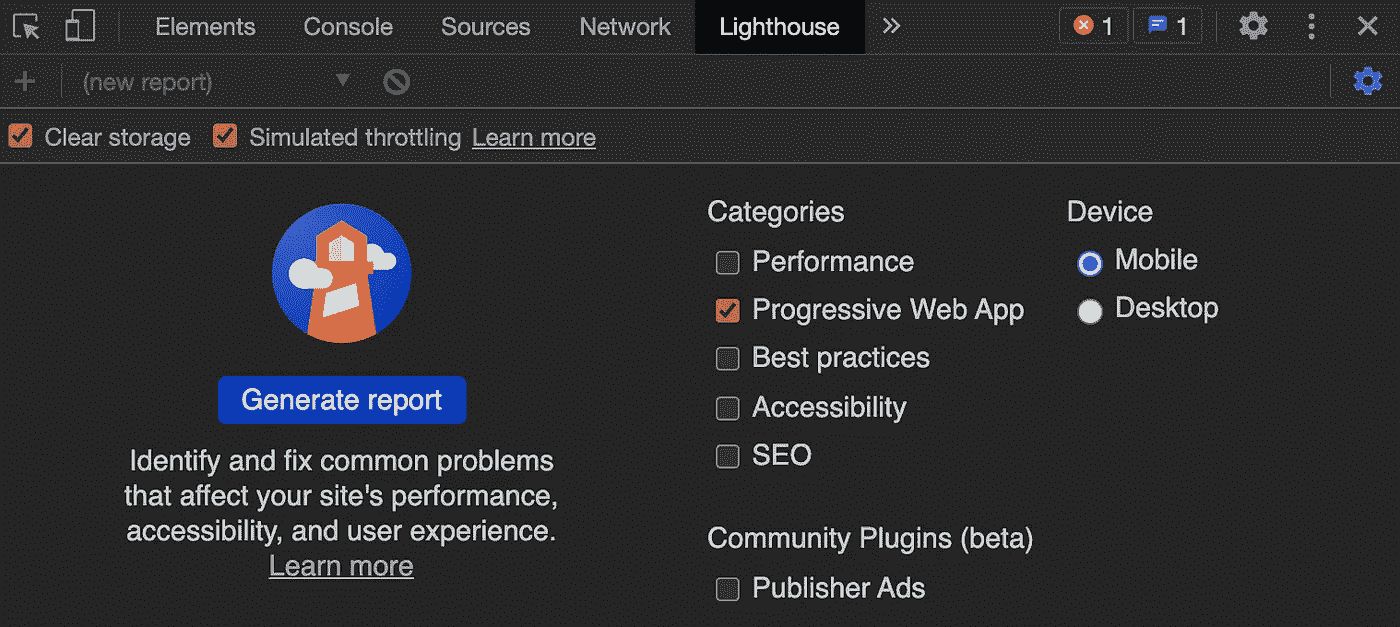 Elements Console Sources Network Lighthouse 1 1
(new report)
Clear storage Simulated throttling Learn more
Generate report
Identify and fix common problems
that affect your site's performance,
accessibility, and user experience.
Learn more
Categories
Performance
Progressive Web App
Best practices
Accessibility
SEO
Community Plugins (beta)
Publisher Ads
Device
Mobile
Desktop